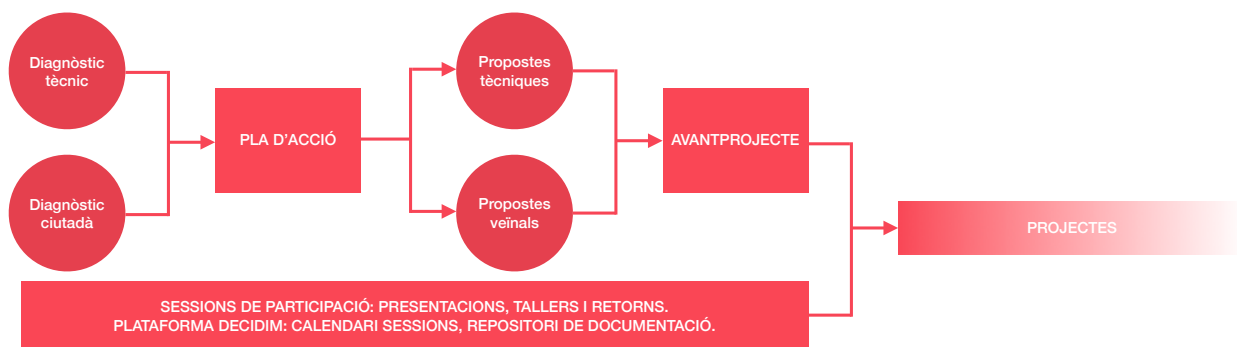 Diagnòstic
tècnic
Diagnòstic
ciutadà
PLA D'ACCIÓ
Propostes
tècniques
Propostes
veïnals
AVANTPROJECTE
PROJECTES
SESSIONS DE PARTICIPACIÓ: PRESENTACIONS, TALLERS I RETORNS.
PLATAFORMA DECIDIM: CALENDARI SESSIONS, REPOSITORI DE DOCUMENTACIÓ.